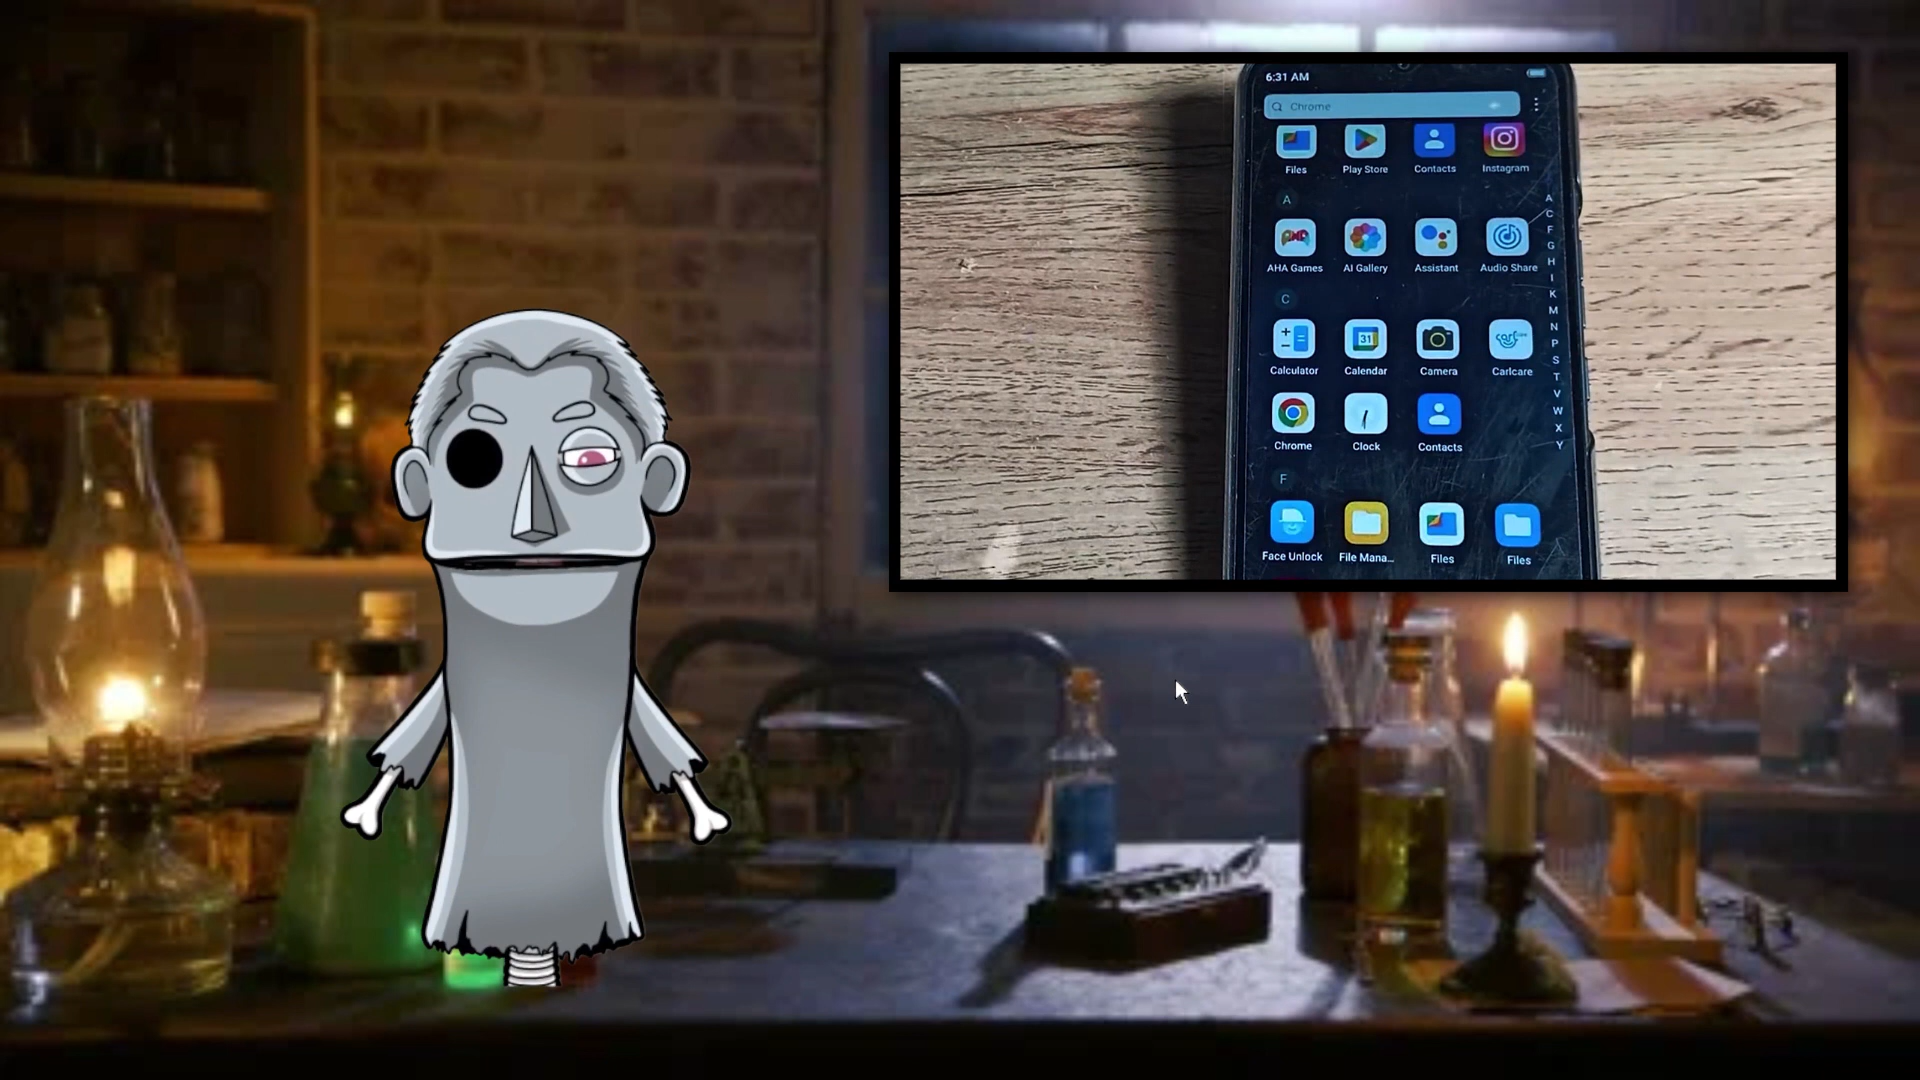 6:31 AM
Chrome
Files Play Store Contacts Instagram
A
AHA Games AI Gallery Assistant Audio Share
C
Calculator Calendar Camera Carlcare
Chrome Clock Contacts
F
Face Unlock File Mana... Files Files
A
C
F
G
H
I
K
M
N
P
S
T
V
W
X
Y
31